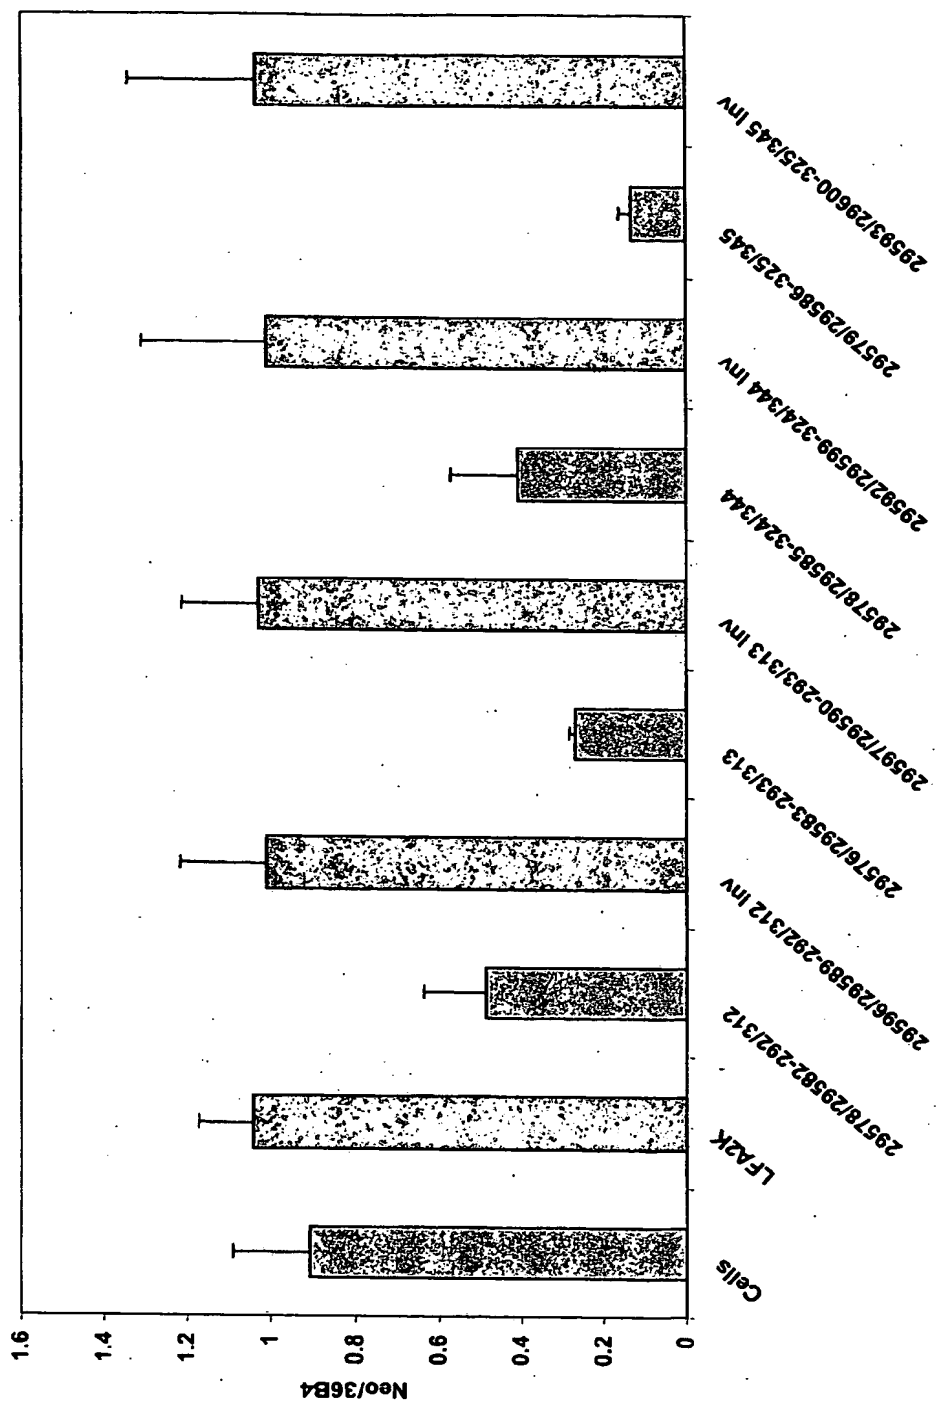 Neo/36B4
1.6
1.4
1.2
1
0.8
0.6
0.4
0.2
0
Cells
LFA2K
29578/29582-292/312
29596/29589-292/312 Inv
29576/29583-293/313
29597/29590-293/313 Inv
29578/29585-324/344
29592/29599-324/344 Inv
29579/29586-325/345
29593/29600-325/345 Inv